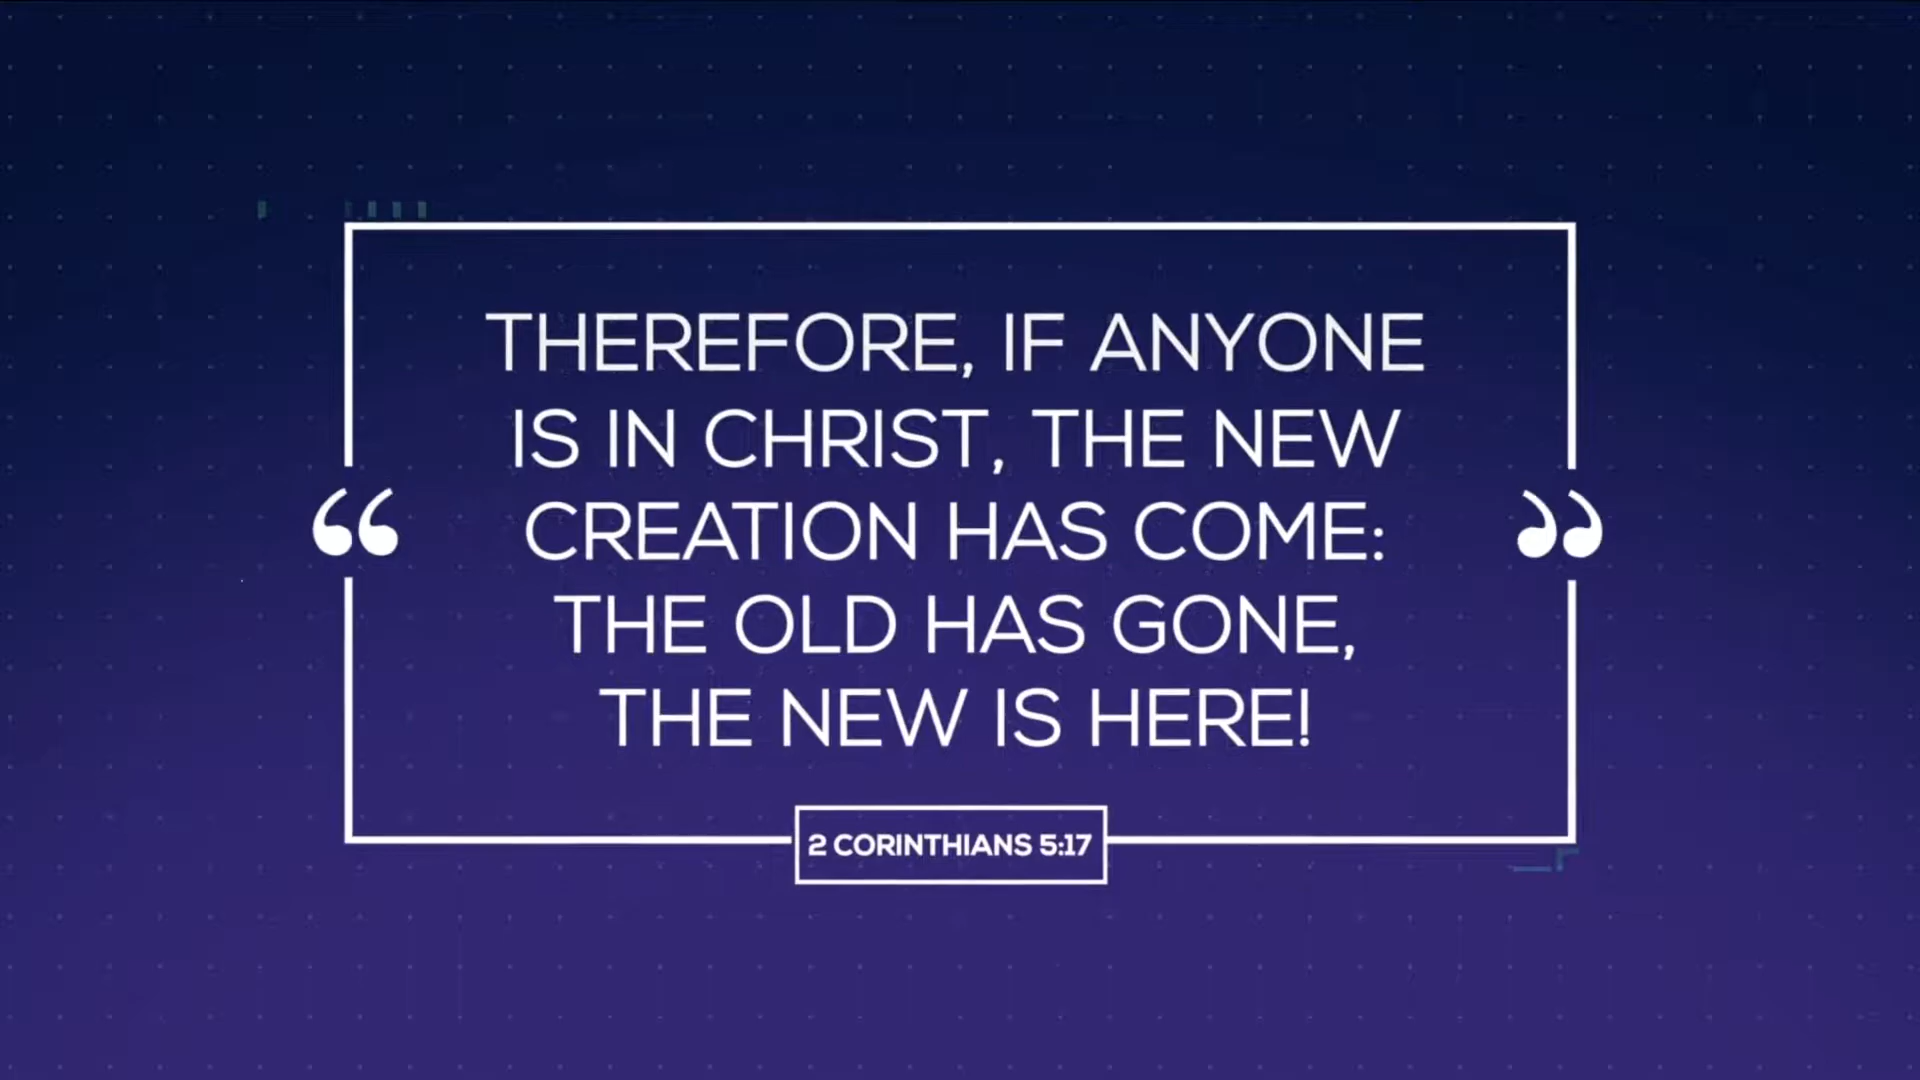 THEREFORE, IF ANYONE
IS IN CHRIST, THE NEW
CREATION HAS COME:
“ ”
THE OLD HAS GONE,
THE NEW IS HERE!
2 CORINTHIANS 5:17